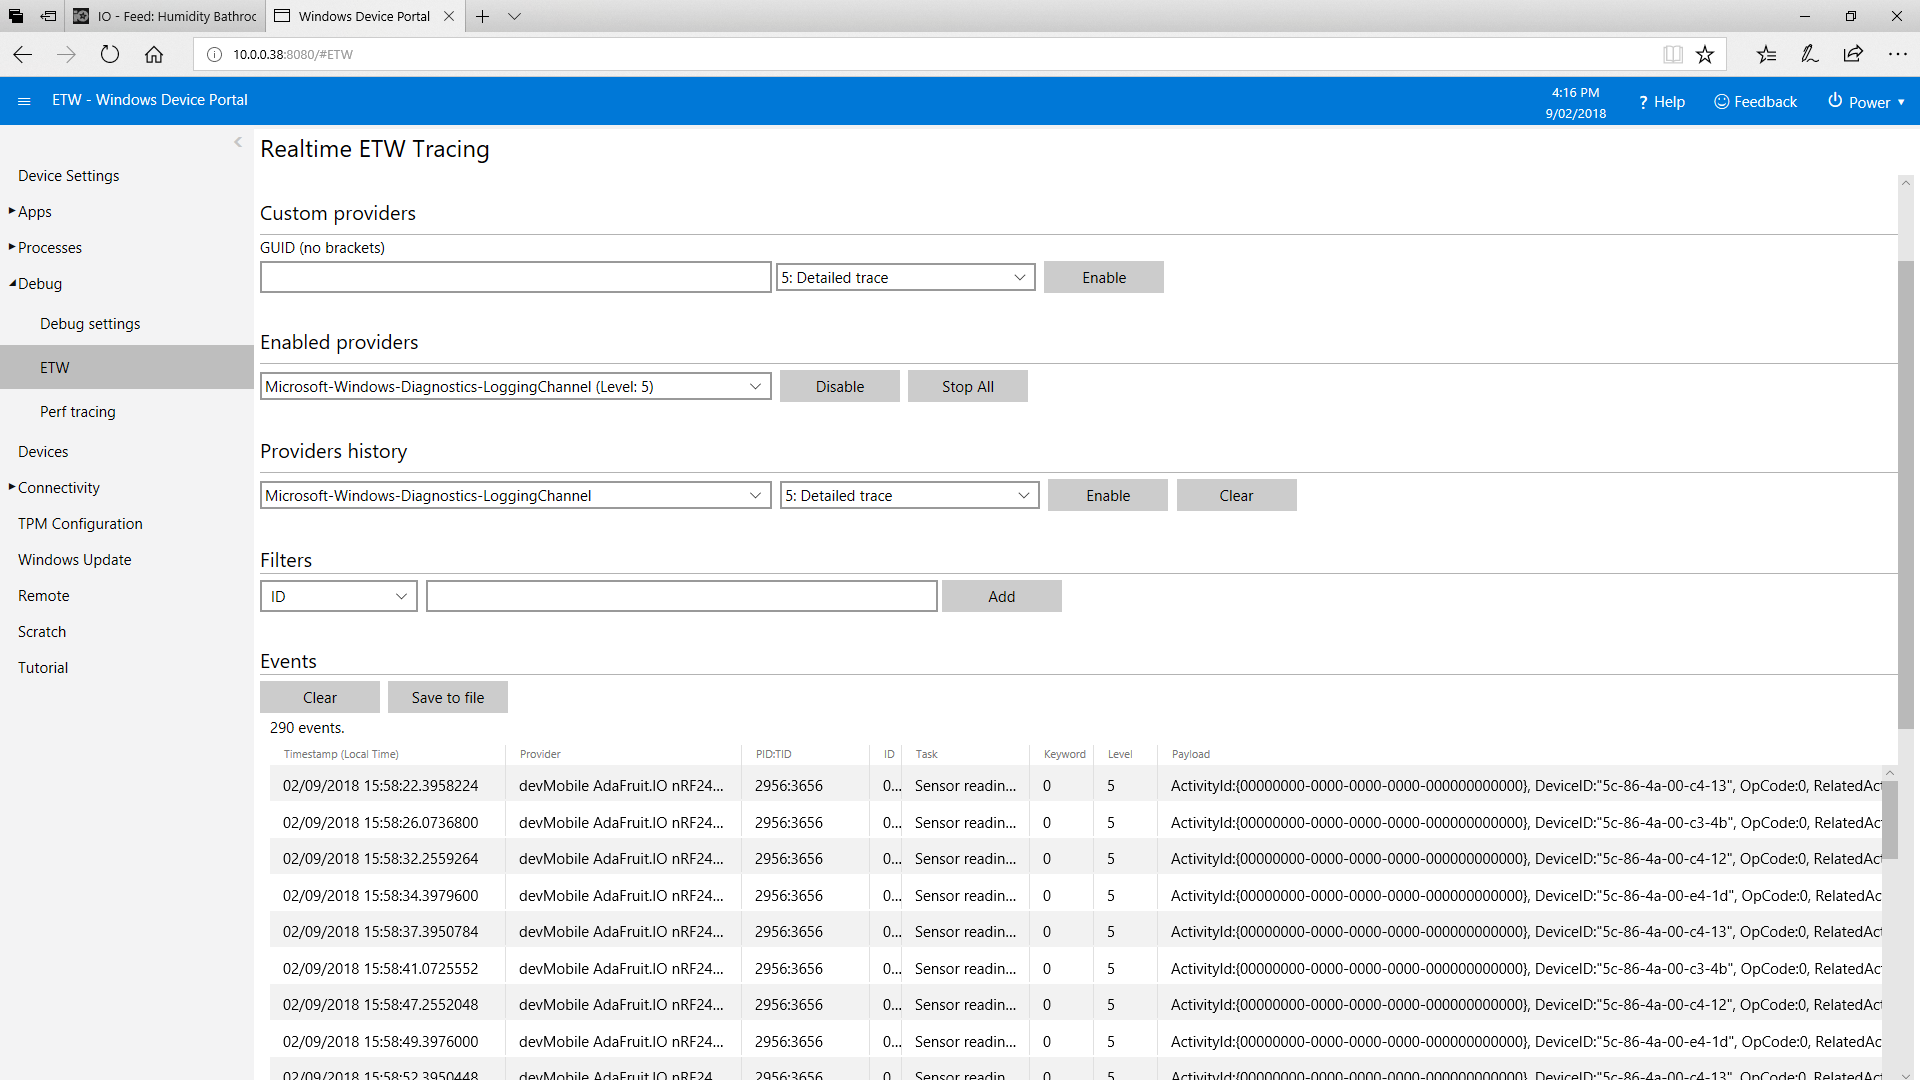 IO - Feed: Humidity Bathroo
Windows Device Portal
10.0.0.38:8080/#ETW
ETW - Windows Device Portal
4:16 PM
9/02/2018
? Help
Feedback
Power
Realtime ETW Tracing
Device Settings
Apps
Processes
Debug
Debug settings
ETW
Perf tracing
Devices
Connectivity
TPM Configuration
Windows Update
Remote
Scratch
Tutorial
Custom providers
GUID (no brackets)
5: Detailed trace
Enable
Enabled providers
Microsoft-Windows-Diagnostics-LoggingChannel (Level: 5)
Disable
Stop All
Providers history
Microsoft-Windows-Diagnostics-LoggingChannel
5: Detailed trace
Enable
Clear
Filters
ID
Add
Events
Clear
Save to file
290 events.
Timestamp (Local Time) Provider PID:TID ID Task Keyword Level Payload
02/09/2018 15:58:22.3958224 devMobile AdaFruit.IO nRF24... 2956:3656 0... Sensor readin... 0 5 ActivityId:{00000000-0000-0000-0000-000000000000}, DeviceID:"5c-86-4a-00-c4-13", OpCode:0, RelatedAct
02/09/2018 15:58:26.0736800 devMobile AdaFruit.IO nRF24... 2956:3656 0... Sensor readin... 0 5 ActivityId:{00000000-0000-0000-0000-000000000000}, DeviceID:"5c-86-4a-00-c3-4b", OpCode:0, RelatedAct
02/09/2018 15:58:32.2559264 devMobile AdaFruit.IO nRF24... 2956:3656 0... Sensor readin... 0 5 ActivityId:{00000000-0000-0000-0000-000000000000}, DeviceID:"5c-86-4a-00-c4-12", OpCode:0, RelatedAct
02/09/2018 15:58:34.3979600 devMobile AdaFruit.IO nRF24... 2956:3656 0... Sensor readin... 0 5 ActivityId:{00000000-0000-0000-0000-000000000000}, DeviceID:"5c-86-4a-00-e4-1d", OpCode:0, RelatedAc
02/09/2018 15:58:37.3950784 devMobile AdaFruit.IO nRF24... 2956:3656 0... Sensor readin... 0 5 ActivityId:{00000000-0000-0000-0000-000000000000}, DeviceID:"5c-86-4a-00-c4-13", OpCode:0, RelatedAct
02/09/2018 15:58:41.0725552 devMobile AdaFruit.IO nRF24... 2956:3656 0... Sensor readin... 0 5 ActivityId:{00000000-0000-0000-0000-000000000000}, DeviceID:"5c-86-4a-00-c3-4b", OpCode:0, RelatedAct
02/09/2018 15:58:47.2552048 devMobile AdaFruit.IO nRF24... 2956:3656 0... Sensor readin... 0 5 ActivityId:{00000000-0000-0000-0000-000000000000}, DeviceID:"5c-86-4a-00-c4-12", OpCode:0, RelatedAct
02/09/2018 15:58:49.3976000 devMobile AdaFruit.IO nRF24... 2956:3656 0... Sensor readin... 0 5 ActivityId:{00000000-0000-0000-0000-000000000000}, DeviceID:"5c-86-4a-00-e4-1d", OpCode:0, RelatedAc
02/09/2018 15:58:52.3950448 devMobile AdaFruit.IO nRF24... 2956:3656 0... Sensor readin... 0 5 ActivityId:{00000000-0000-0000-0000-000000000000}, DeviceID:"5c-86-4a-00-c4-13", OpCode:0, RelatedAct